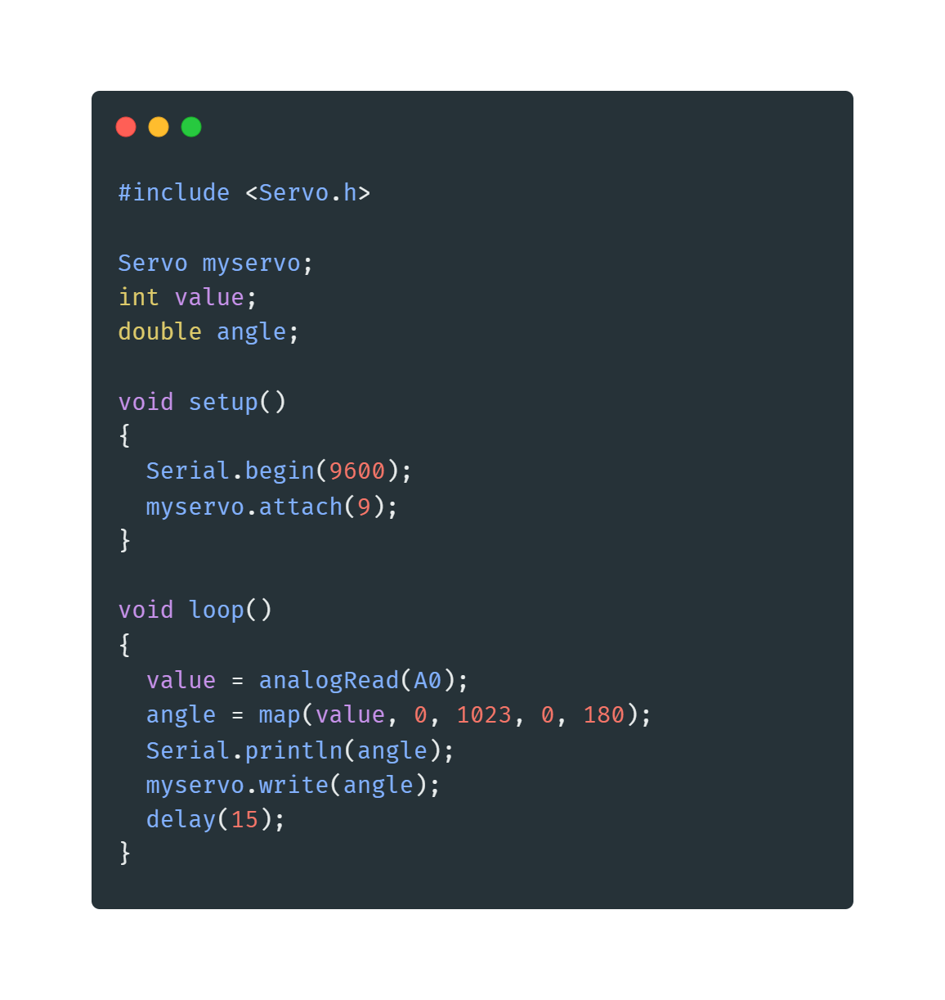 #include <Servo.h>
Servo myservo;
int value;
double angle;
void setup()
{
  Serial.begin(9600);
  myservo.attach(9);
}
void loop()
{
  value = analogRead(A0);
  angle = map(value, 0, 1023, 0, 180);
  Serial.println(angle);
  myservo.write(angle);
  delay(15);
}